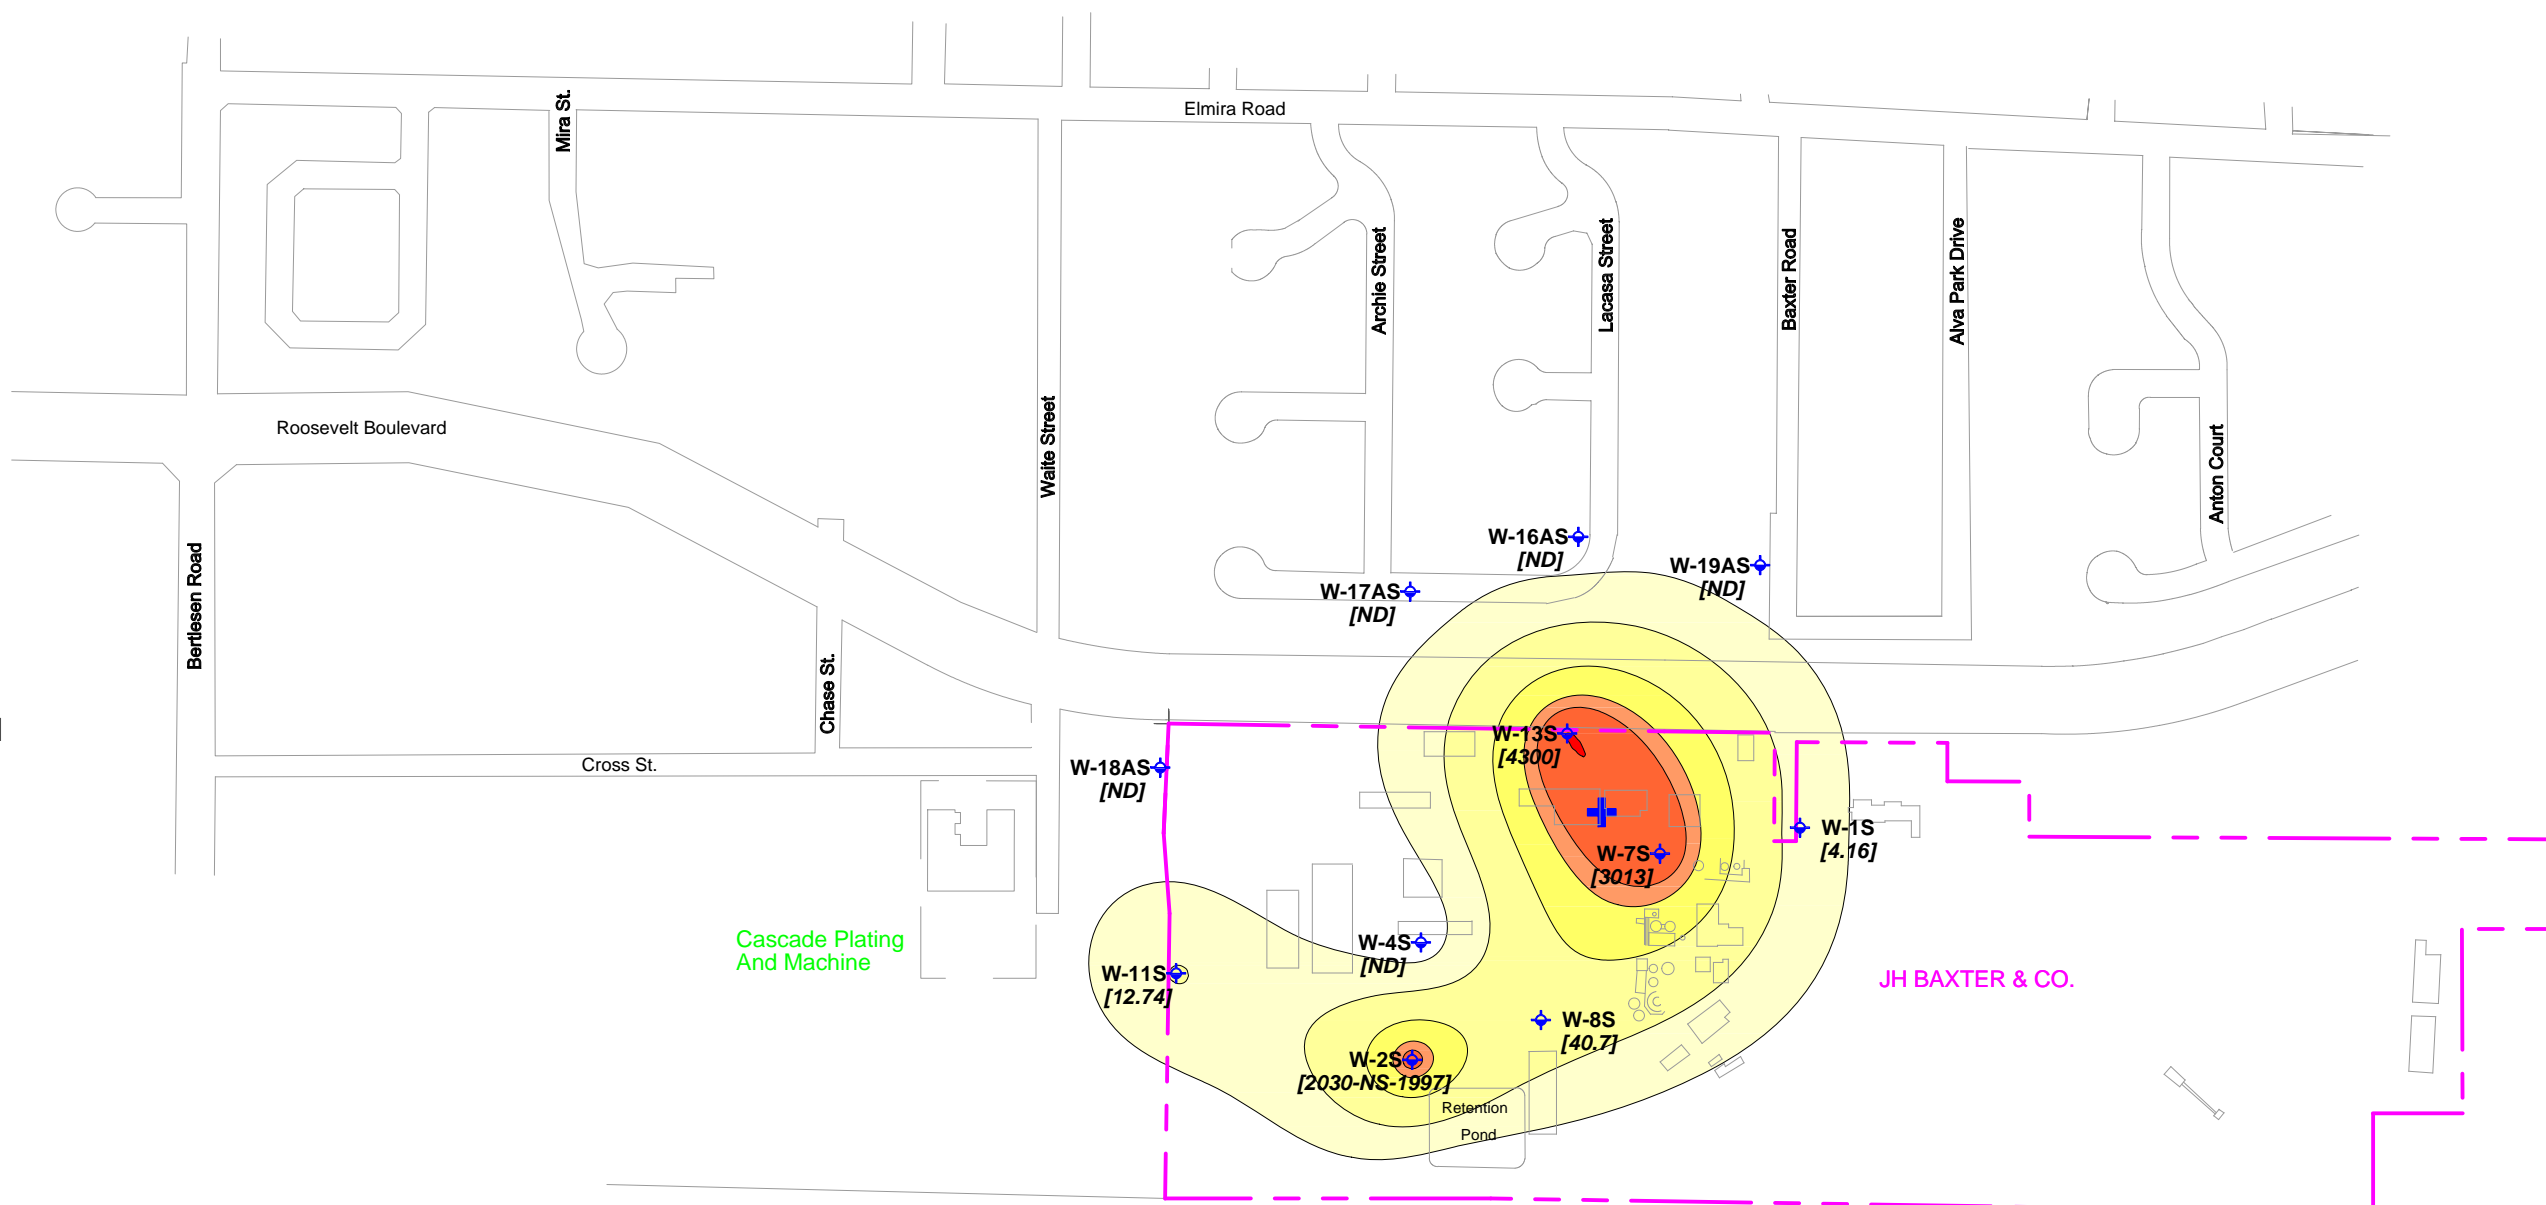 Elmira Road
Mira St.
Archie Street
Lacasa Street
Baxter Road
Alva Park Drive
Roosevelt Boulevard
Waite Street
Anton Court
Bertlesen Road
Chase St.
W-16AS
[ND]
W-19AS
[ND]
W-17AS
[ND]
W-13S
[4300]
Cross St.
W-18AS
[ND]
W-1S
[4.16]
W-7S
[3013]
Cascade Plating
And Machine
W-4S
[ND]
W-11S
[12.74]
JH BAXTER & CO.
W-8S
[40.7]
W-2S
[2030-NS-1997]
Retention
Pond